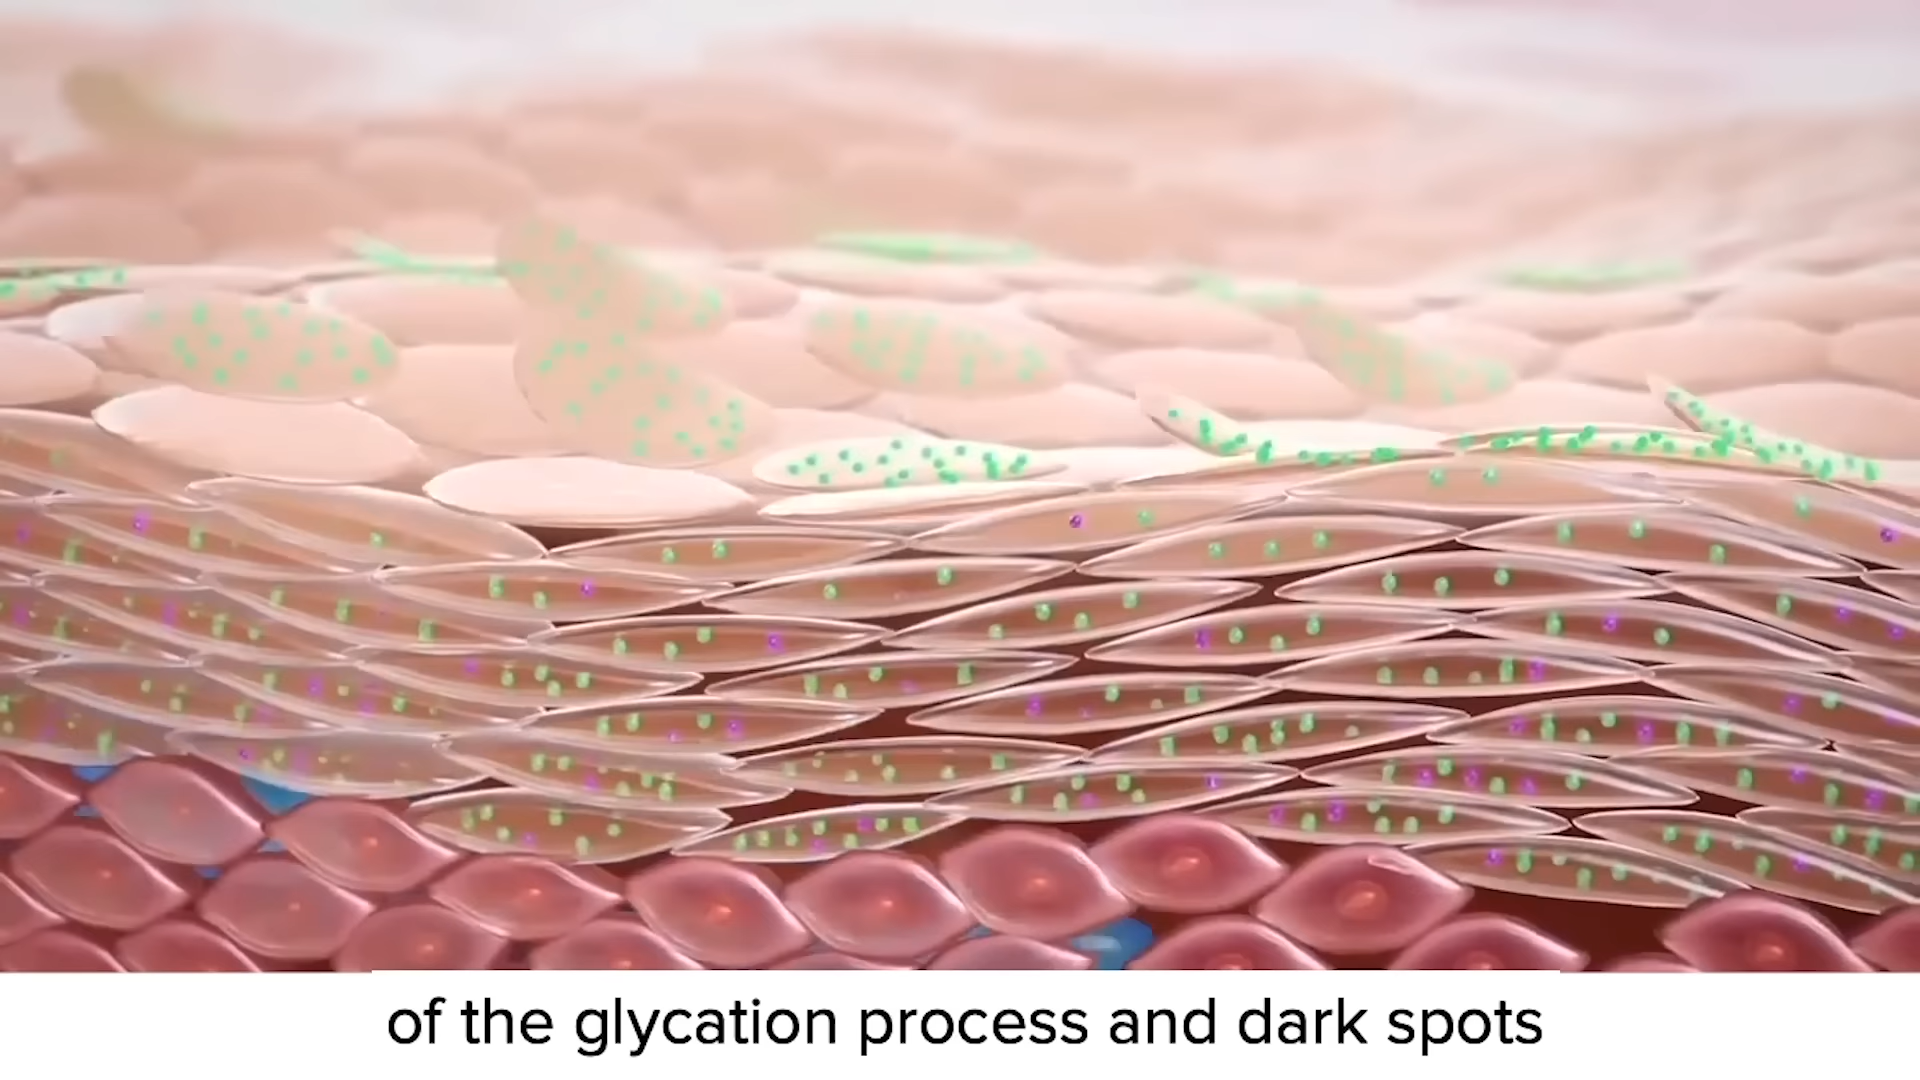 of the glycation process and dark spots